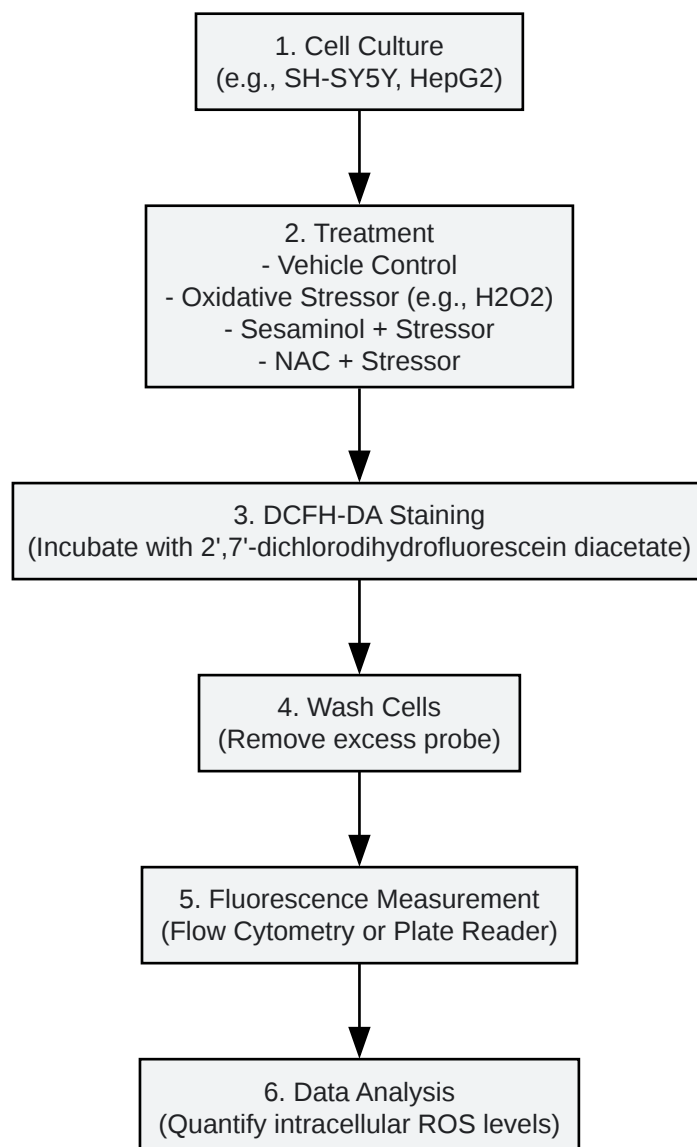 1. Cell Culture
(e.g., SH-SY5Y, HepG2)
2. Treatment
- Vehicle Control
- Oxidative Stressor (e.g., H2O2)
- Sesaminol + Stressor
- NAC + Stressor
3. DCFH-DA Staining
(Incubate with 2',7'-dichlorodihydrofluorescein diacetate)
4. Wash Cells
(Remove excess probe)
5. Fluorescence Measurement
(Flow Cytometry or Plate Reader)
6. Data Analysis
(Quantify intracellular ROS levels)